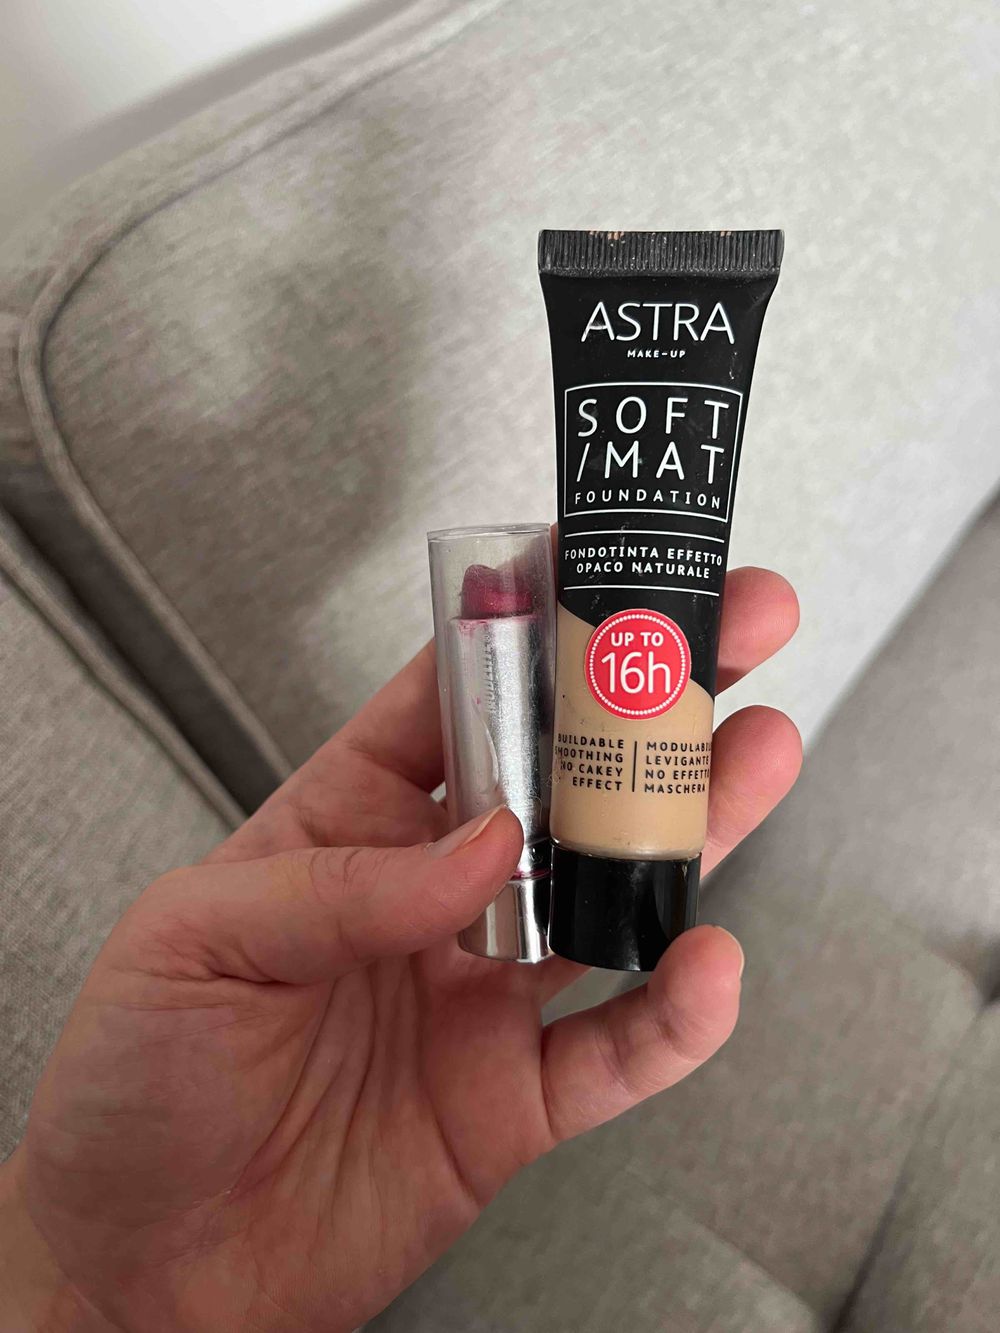 ASTRA
MAKE-UP
SOFT
/MAT
FOUNDATION
FONDOTINTA EFFETTO
OPACO NATURALE
UP TO
16h
BUILDABLE
SMOOTHING
NO CAKEY
EFFECT
MODULABIL
LEVIGANTE
NO EFFETTO
MASCHERA